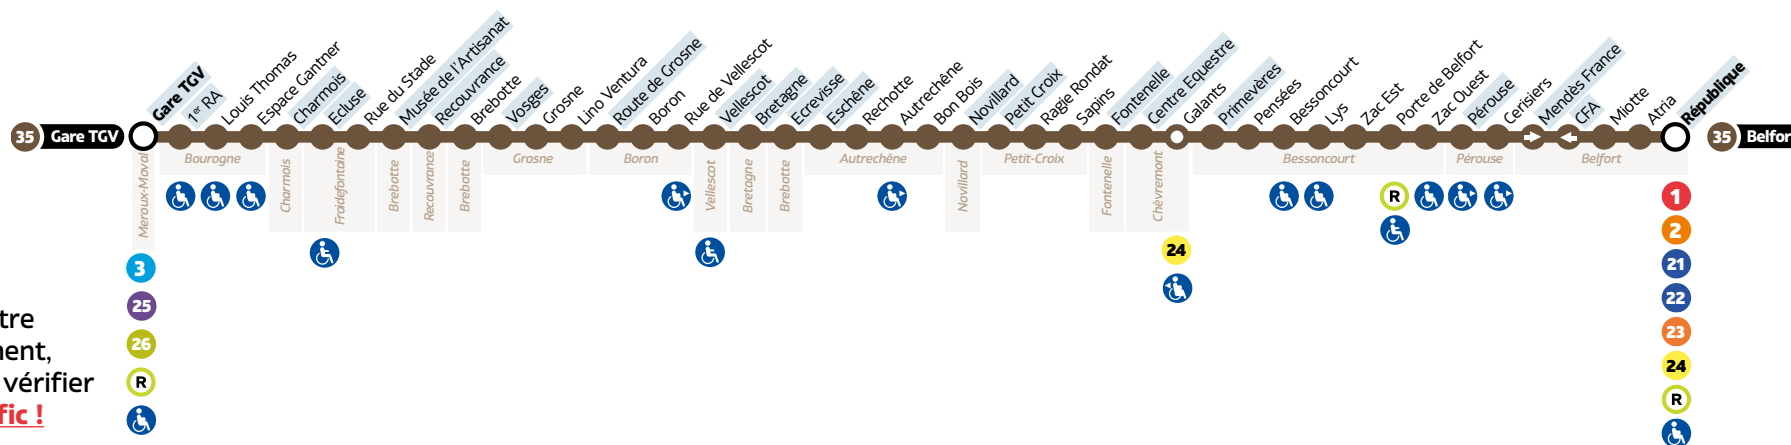 35 Gare TGV
Gare TGV
1er RA
Louis Thomas
Espace Gantner
Charmois
Ecluse
Rue du Stade
Musée de l'Artisanat
Recouvrance
Brebotte
Vosges
Grosne
Lino Ventura
Route de Grosne
Boron
Rue de Vellescot
Vellescot
Bretagne
Ecrevisse
Eschêne
Rechotte
Autrechêne
Bon Bois
Novillard
Petit Croix
Ragie Rondat
Sapins
Fontenelle
Centre Equestre
Galants
Primevères
Pensées
Bessoncourt
Lys
Zac Est
Porte de Belfort
Zac Ouest
Pérouse
Cerisiers
Mendès France
CFA
Miotte
Atria
République
35 Belfor
Meroux-Moval
Bourogne
Charmois
Froidefontaine
Brebotte
Recouvrance
Brebotte
Grosne
Boron
Vellescot
Bretagne
Brebotte
Autrechêne
Novillard
Petit-Croix
Fontenelle
Chèvremont
Bessoncourt
Pérouse
Belfort
3
25
26
R
24
R
1
2
21
22
23
24
R
tre
ent,
vérifier
fic !